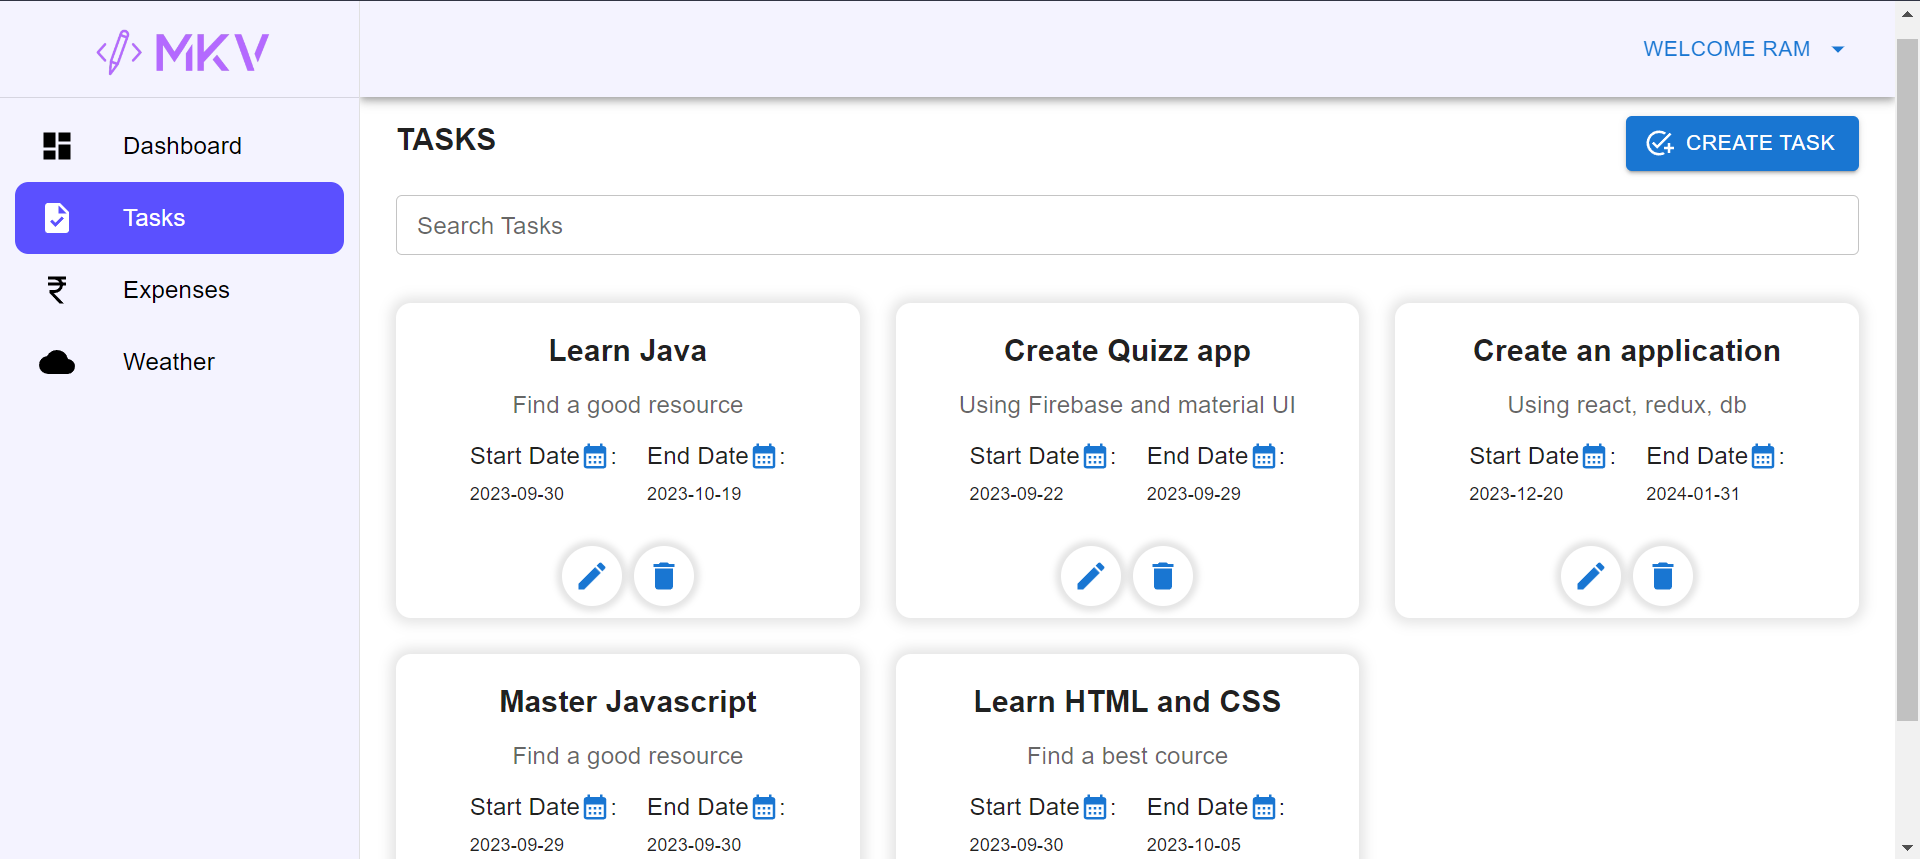 MKV
WELCOME RAM
Dashboard
Tasks
Expenses
Weather
TASKS
CREATE TASK
Search Tasks
Learn Java
Find a good resource
Start Date : End Date :
2023-09-30 2023-10-19
Create Quizz app
Using Firebase and material UI
Start Date : End Date :
2023-09-22 2023-09-29
Create an application
Using react, redux, db
Start Date : End Date :
2023-12-20 2024-01-31
Master Javascript
Find a good resource
Start Date : End Date :
2023-09-29 2023-09-30
Learn HTML and CSS
Find a best cource
Start Date : End Date :
2023-09-30 2023-10-05